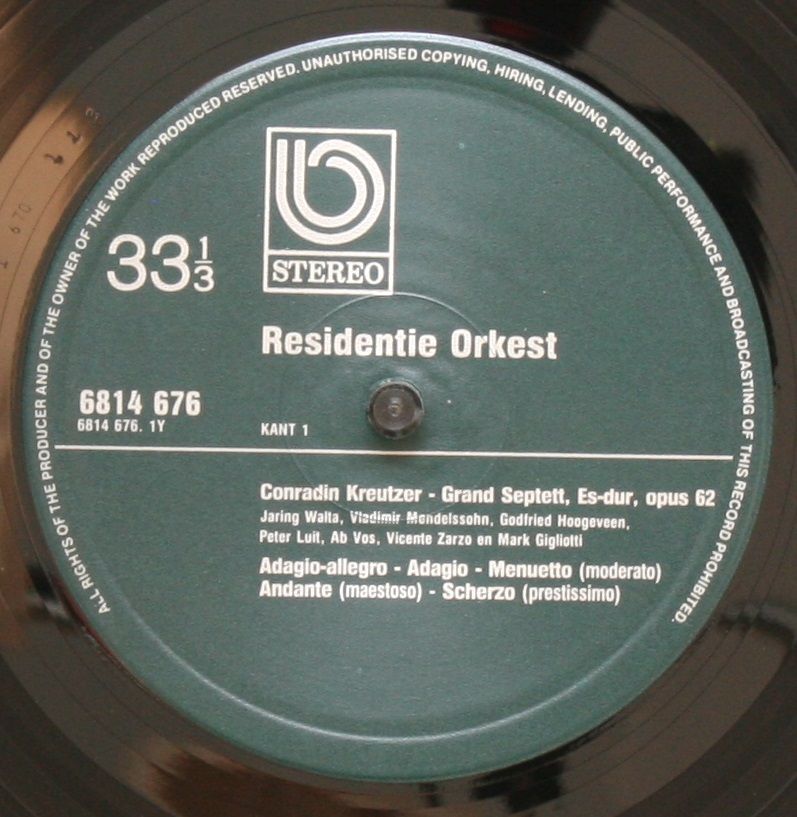 ALL RIGHTS OF THE PRODUCER AND OF THE OWNER OF THE WORK REPRODUCED RESERVED. UNAUTHORISED COPYING, HIRING, LENDING, PUBLIC PERFORMANCE AND BROADCASTING OF THIS RECORD PROHIBITED.
33 1/3
STEREO
Residentie Orkest
6814 676
6814 676. 1Y
KANT 1
Conradin Kreutzer - Grand Septett, Es-dur, opus 62
Jaring Walta, Vladimir Mendelssohn, Godfried Hoogeveen,
Peter Luit, Ab Vos, Vicente Zarzo en Mark Gigliotti
Adagio-allegro - Adagio - Menuetto (moderato)
Andante (maestoso) - Scherzo (prestissimo)